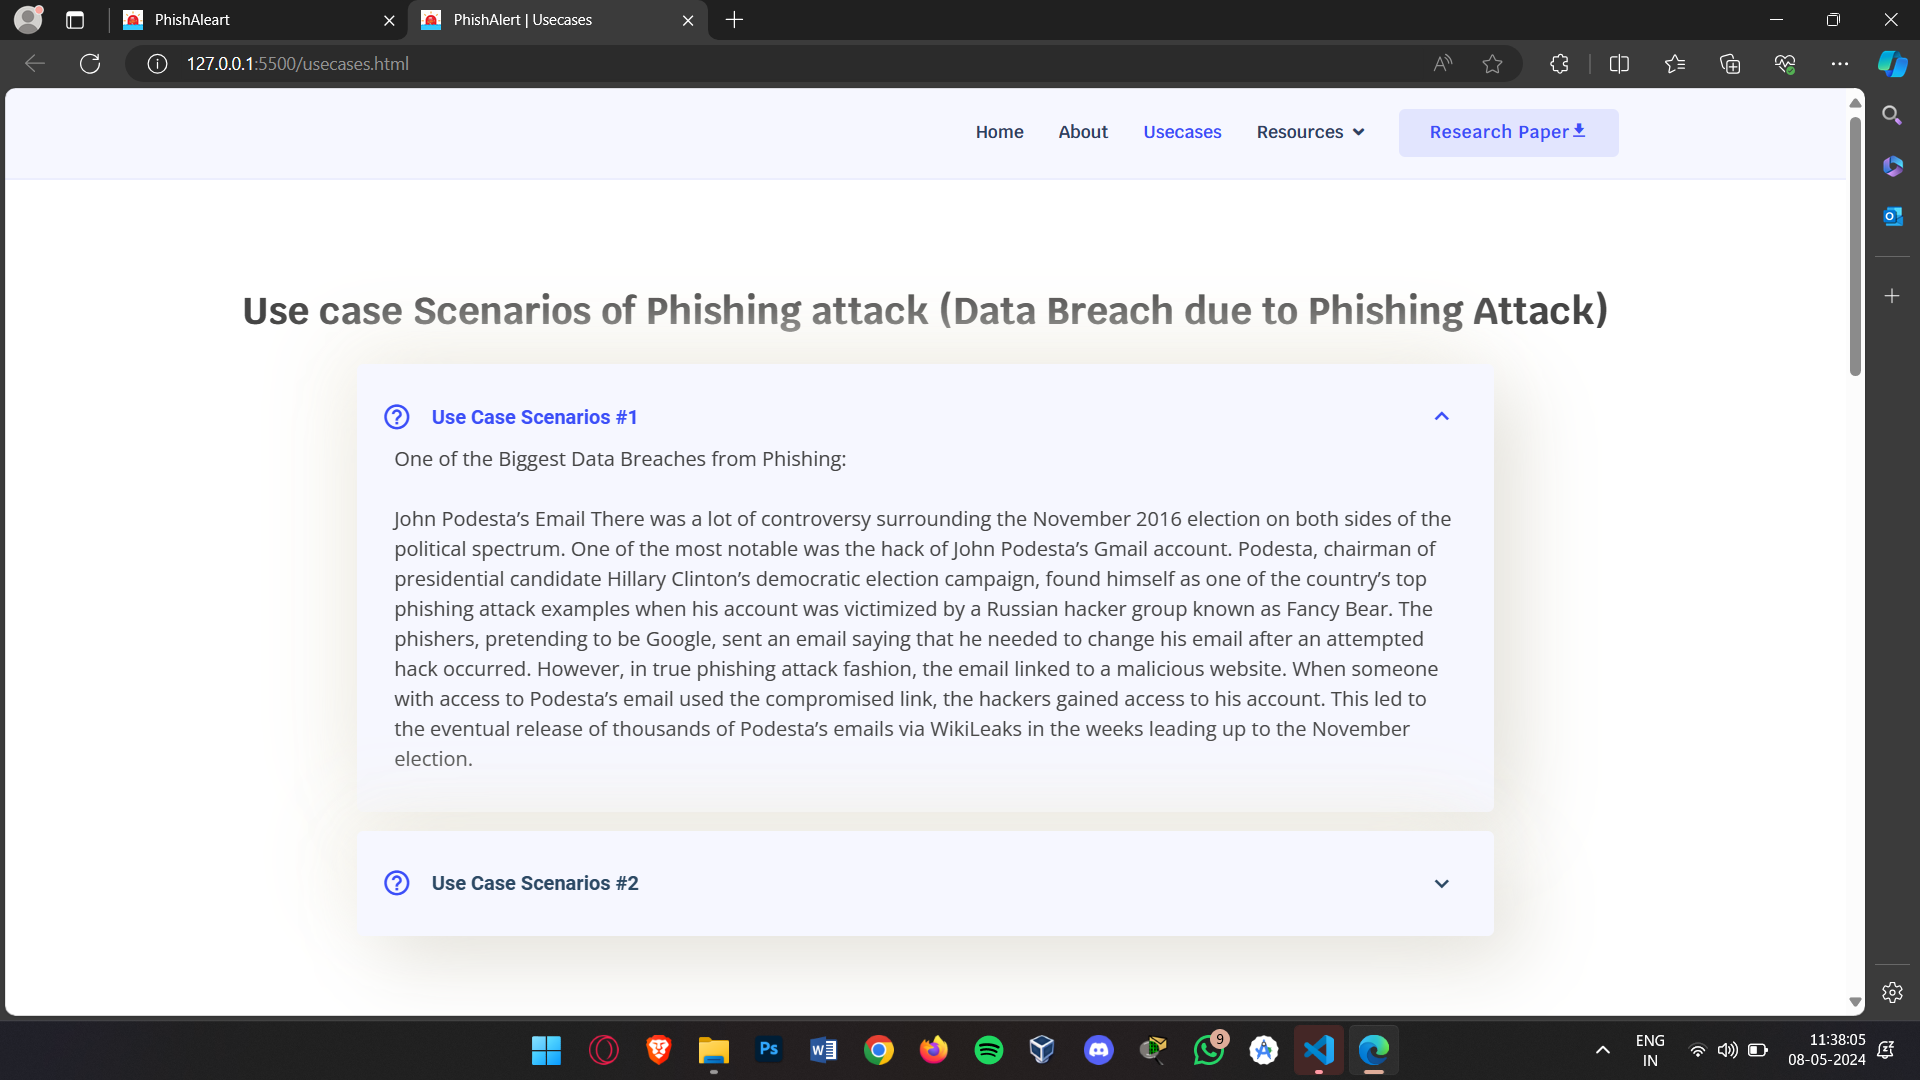 PhishAleart
PhishAlert | Usecases
127.0.0.1:5500/usecases.html
Home About Usecases Resources Research Paper
Use case Scenarios of Phishing attack (Data Breach due to Phishing Attack)
Use Case Scenarios #1
One of the Biggest Data Breaches from Phishing:
John Podesta’s Email There was a lot of controversy surrounding the November 2016 election on both sides of the
political spectrum. One of the most notable was the hack of John Podesta’s Gmail account. Podesta, chairman of
presidential candidate Hillary Clinton’s democratic election campaign, found himself as one of the country’s top
phishing attack examples when his account was victimized by a Russian hacker group known as Fancy Bear. The
phishers, pretending to be Google, sent an email saying that he needed to change his email after an attempted
hack occurred. However, in true phishing attack fashion, the email linked to a malicious website. When someone
with access to Podesta’s email used the compromised link, the hackers gained access to his account. This led to
the eventual release of thousands of Podesta’s emails via WikiLeaks in the weeks leading up to the November
election.
Use Case Scenarios #2
Ps
9
ENG
IN
11:38:05
08-05-2024